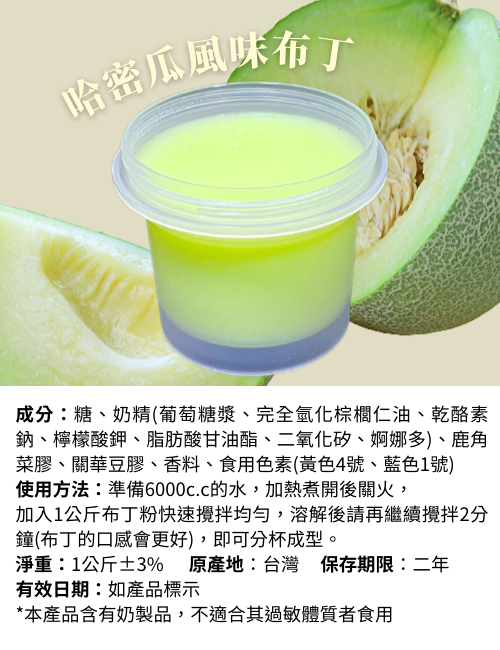 哈密瓜風味布丁
成分：糖、奶精(葡萄糖漿、完全氫化棕櫚仁油、乾酪素
鈉、檸檬酸鉀、脂肪酸甘油酯、二氧化矽、婀娜多)、鹿角
菜膠、關華豆膠、香料、食用色素(黃色4號、藍色1號)
使用方法：準備6000c.c的水，加熱煮開後關火，
加入1公斤布丁粉快速攪拌均勻，溶解後請再繼續攪拌2分
鐘(布丁的口感會更好)，即可分杯成型。
淨重：1公斤±3%　原產地：台灣　保存期限：二年
有效日期：如產品標示
*本產品含有奶製品，不適合其過敏體質者食用